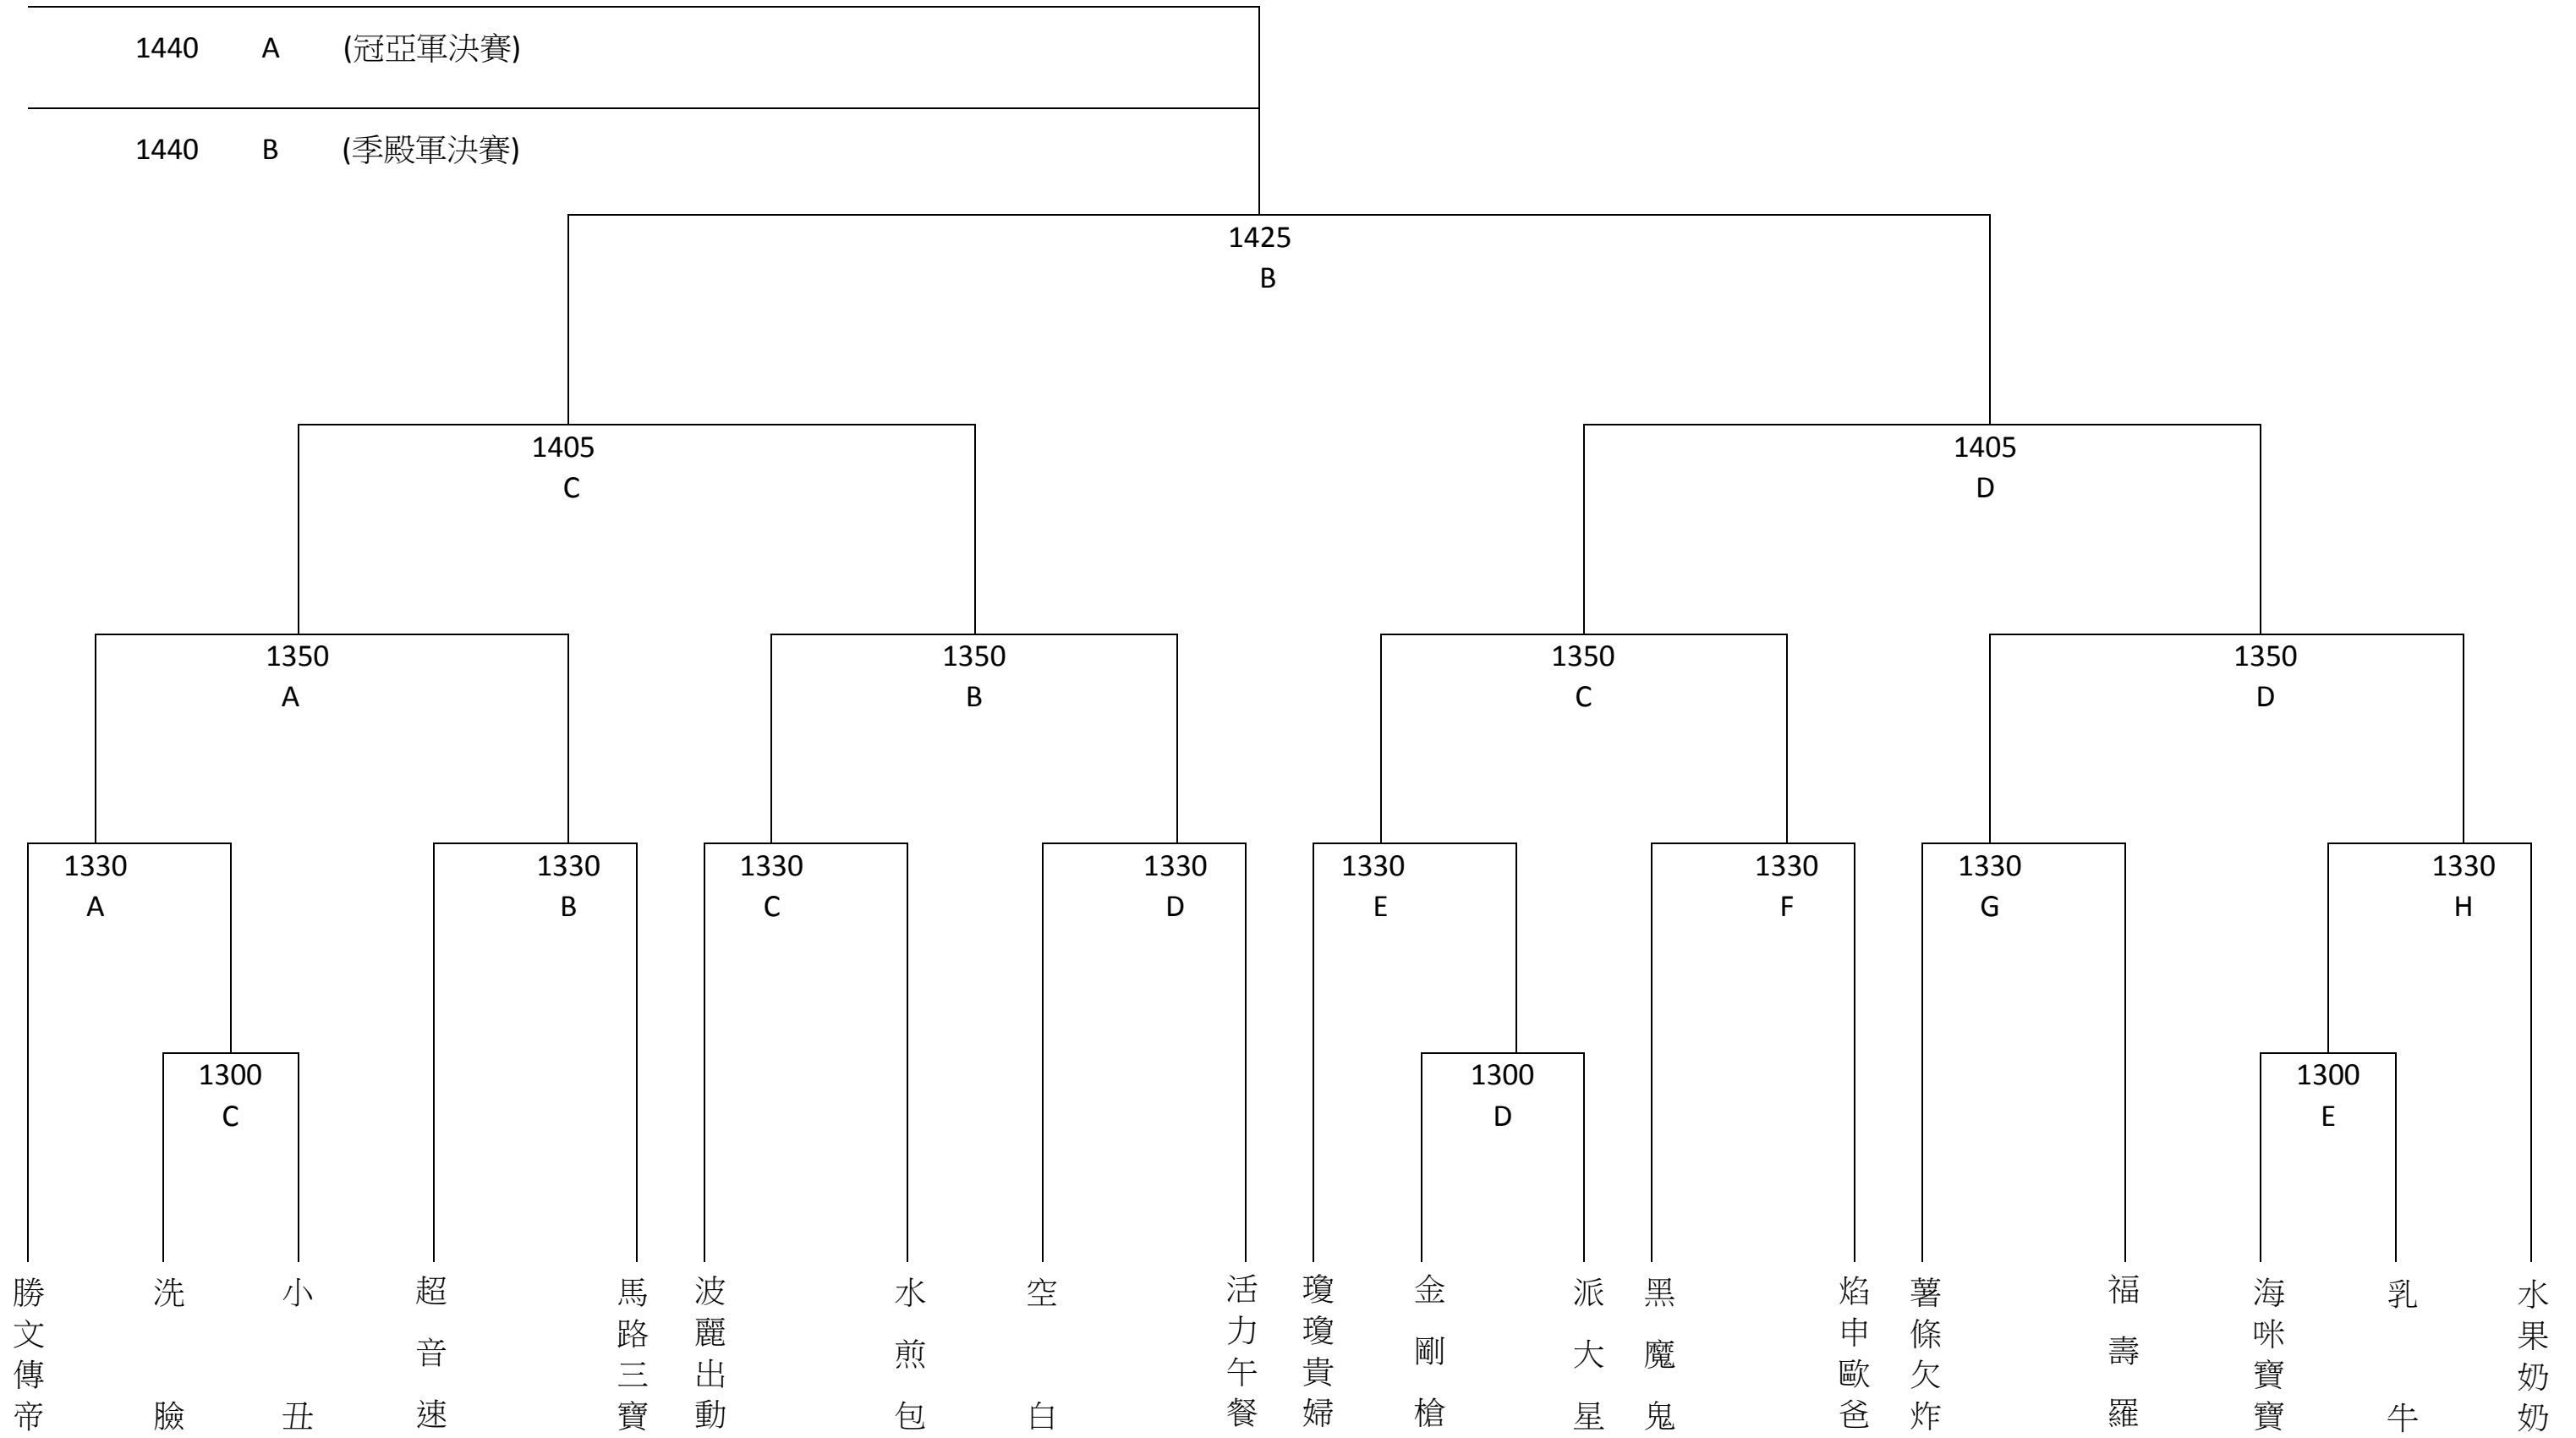 1440 A (冠亞軍決賽)
1440 B (季殿軍決賽)
1425
B
1405
C
1405
D
1350
A
1350
B
1350
C
1350
D
1330
A
1330
B
1330
C
1330
D
1330
E
1330
F
1330
G
1330
H
1300
C
1300
D
1300
E
勝文傳帝
洗臉
小丑
超音速
馬路三寶
波麗出動
水煎包
空白
活力午餐
瓊瓊貴婦
金剛槍
派大星
黑魔鬼
焰申歐爸
薯條欠炸
福壽羅
海咪寶寶
乳牛
水果奶奶